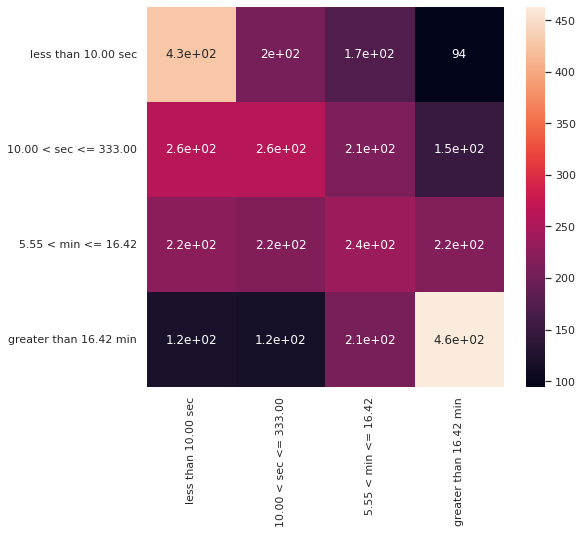 less than 10.00 sec 4.3e+02 2e+02 1.7e+02 94
10.00 < sec <= 333.00 2.6e+02 2.6e+02 2.1e+02 1.5e+02
5.55 < min <= 16.42 2.2e+02 2.2e+02 2.4e+02 2.2e+02
greater than 16.42 min 1.2e+02 1.2e+02 2.1e+02 4.6e+02
less than 10.00 sec
10.00 < sec <= 333.00
5.55 < min <= 16.42
greater than 16.42 min
450
400
350
300
250
200
150
100